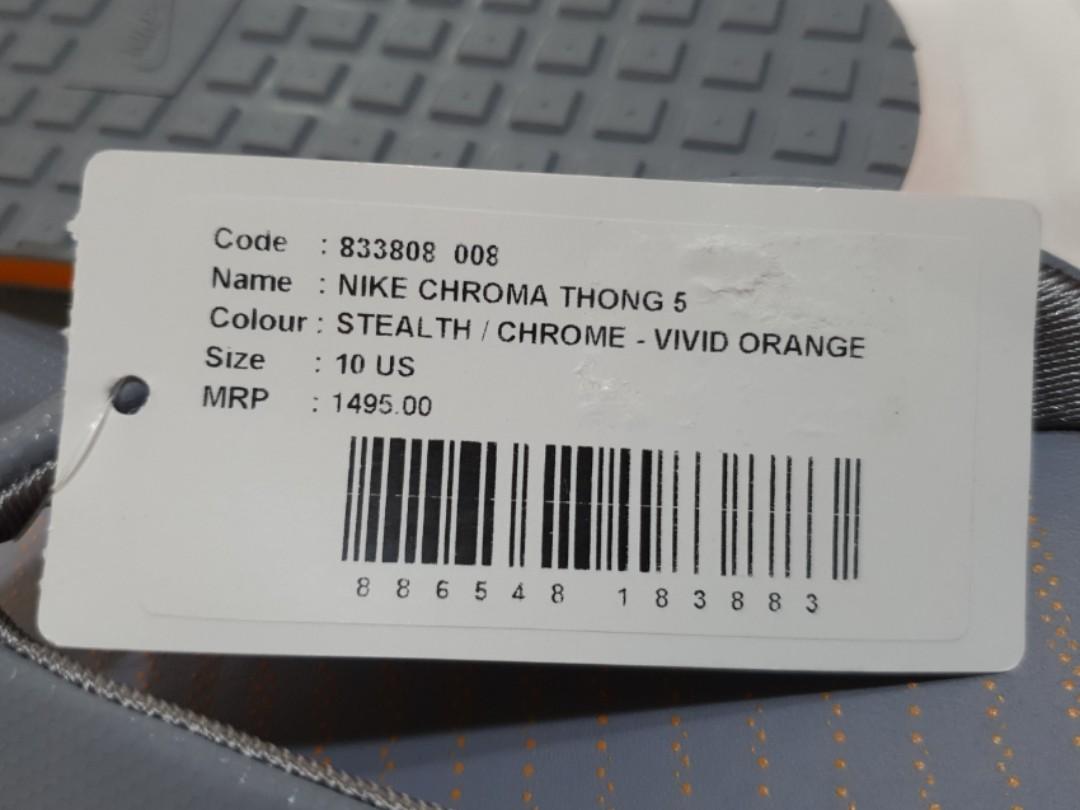 Code : 833808 008
Name : NIKE CHROMA THONG 5
Colour : STEALTH / CHROME - VIVID ORANGE
Size : 10 US
MRP : 1495.00
8 8 6 5 4 8 1 8 3 8 8 3